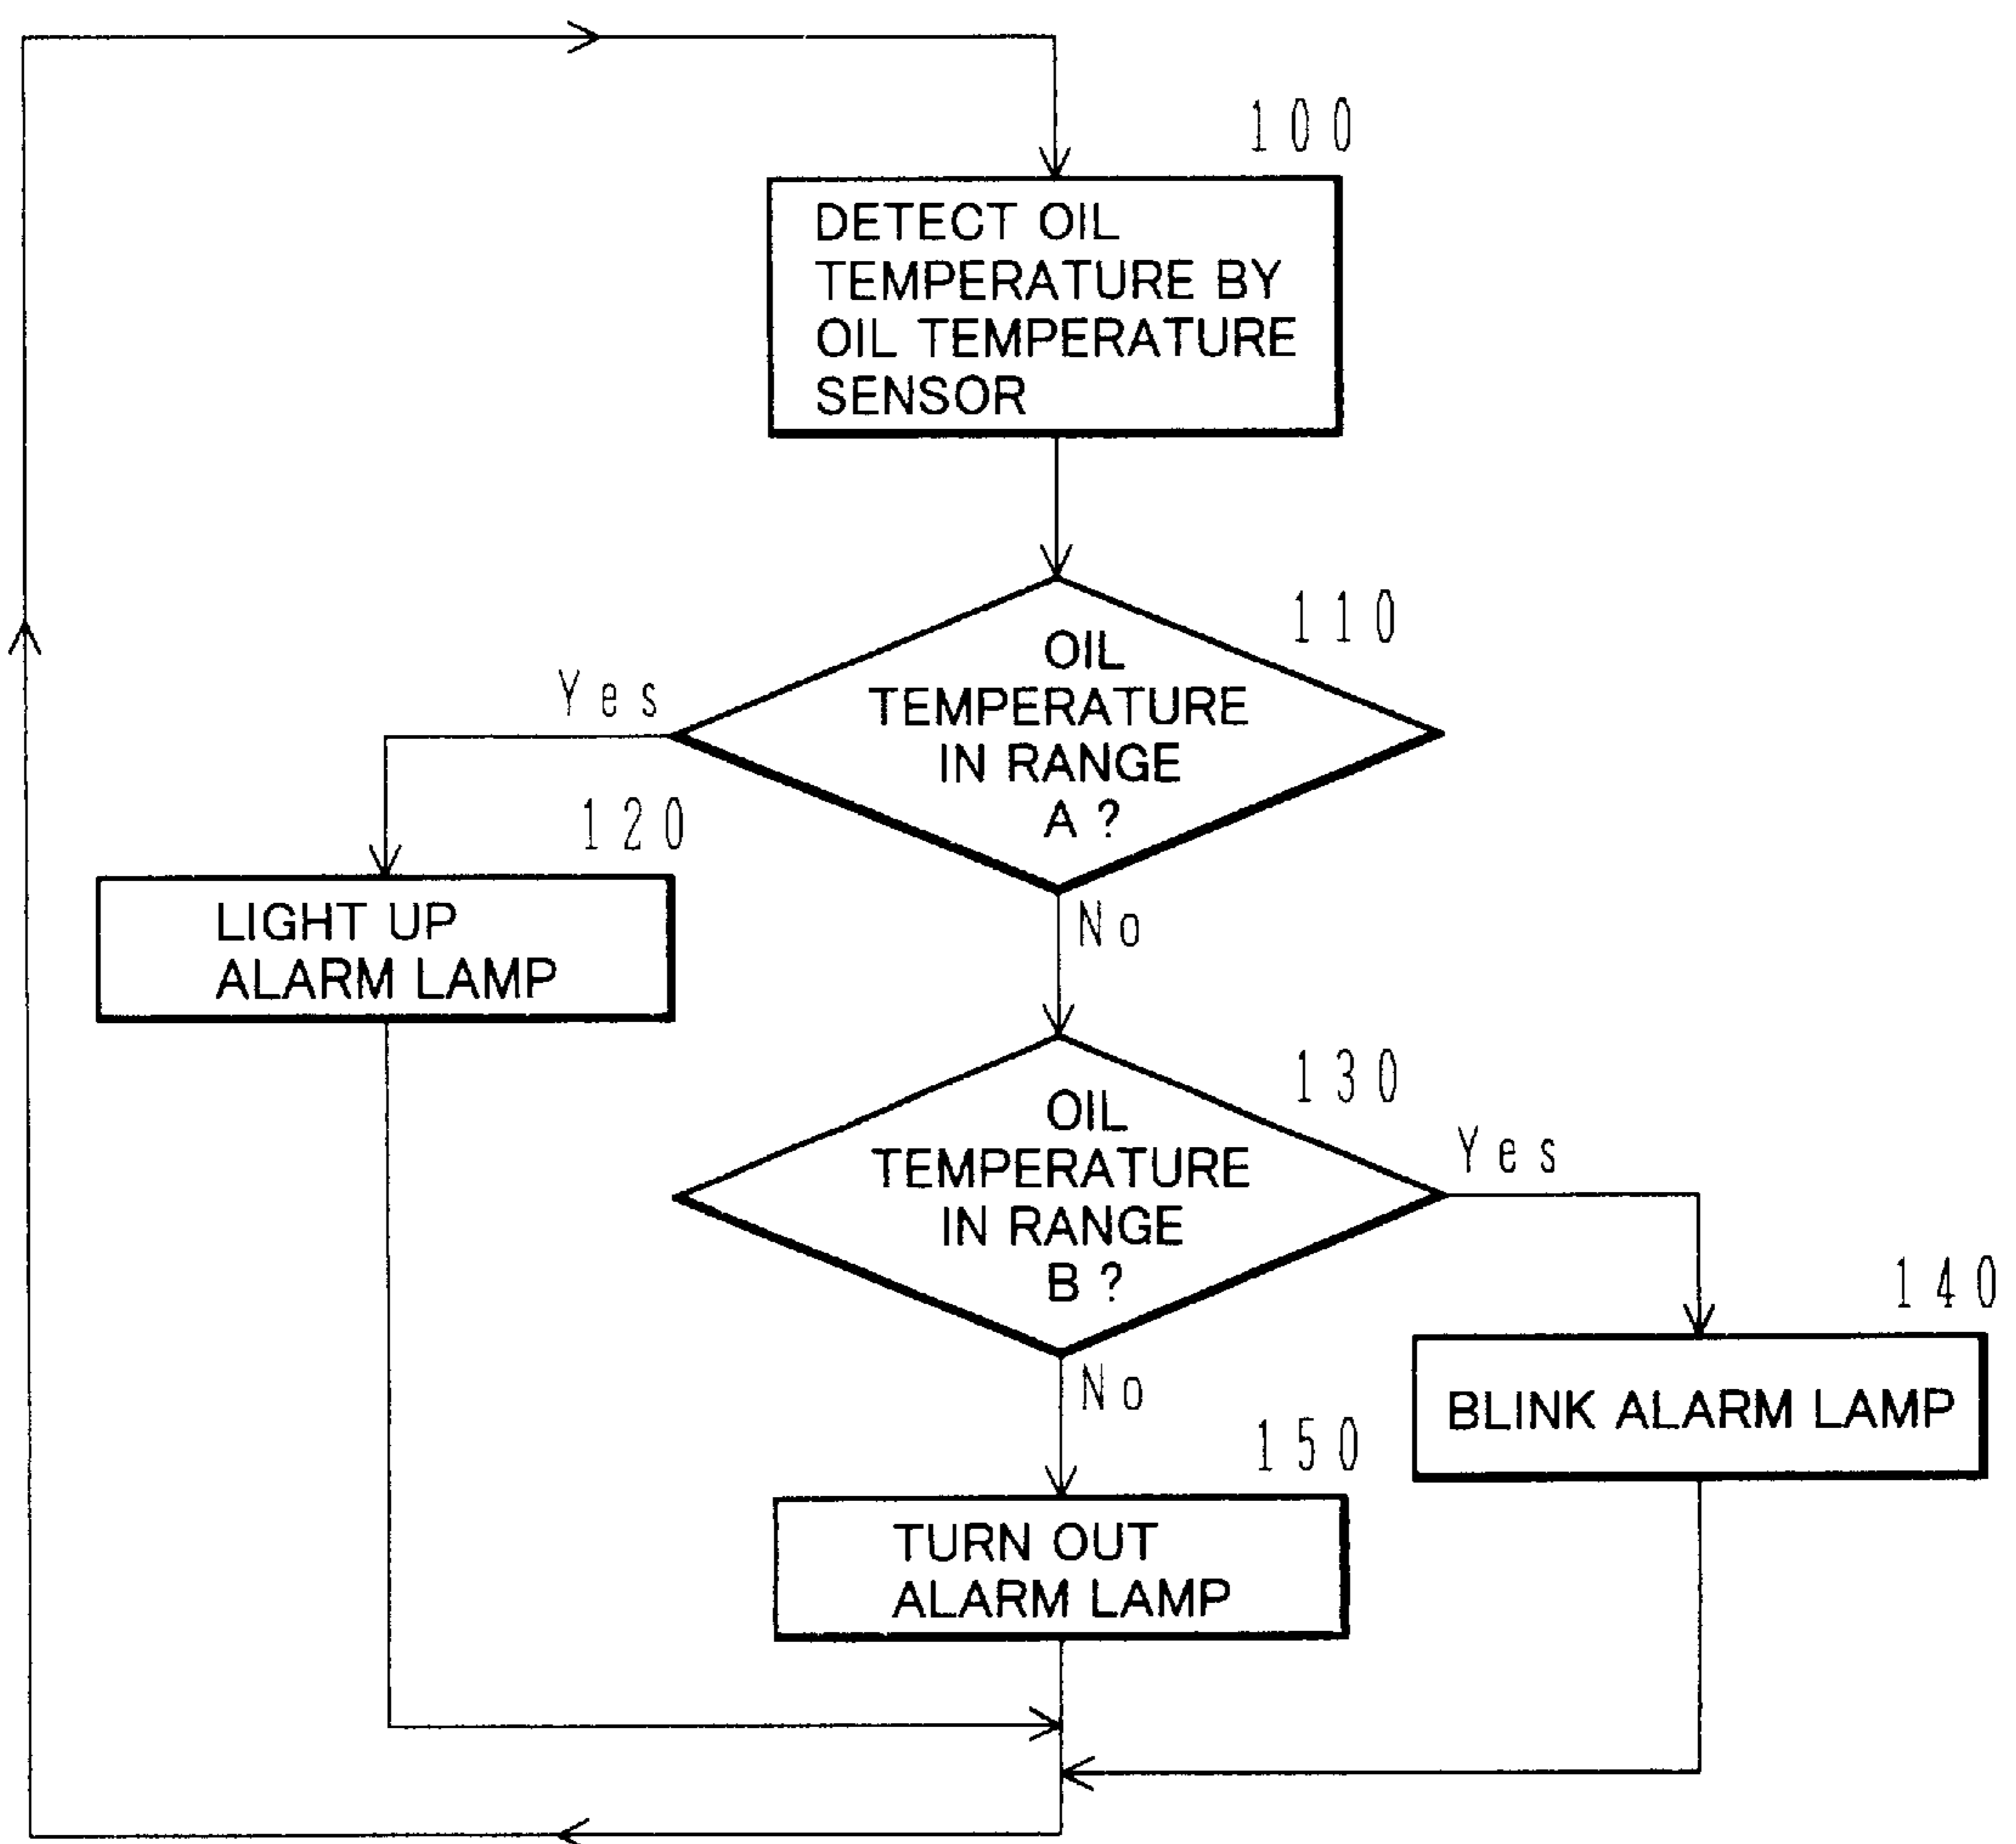 100
DETECT OIL
TEMPERATURE BY
OIL TEMPERATURE
SENSOR
110
OIL
TEMPERATURE
IN RANGE
A ?
Yes
120
LIGHT UP
ALARM LAMP
No
130
OIL
TEMPERATURE
IN RANGE
B ?
Yes
140
BLINK ALARM LAMP
No
150
TURN OUT
ALARM LAMP